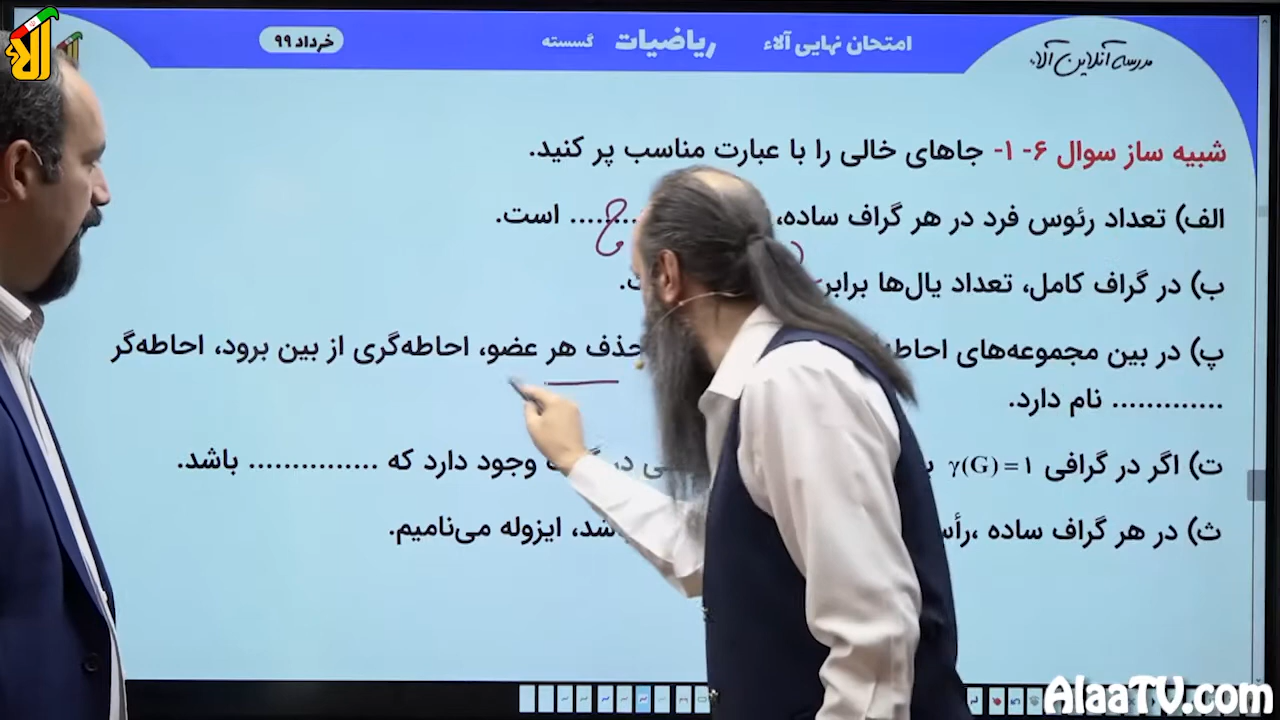 امتحان نهایی آلاء ریاضیات گسسته خرداد ۹۹
مدرسه آنلاین آلاء
شبیه ساز سوال ۶- ۱- جاهای خالی را با عبارت مناسب پر کنید.
الف) تعداد رئوس فرد در هر گراف ساده، ......... است.
ب) در گراف کامل، تعداد یال‌ها برابر
پ) در بین مجموعه‌های حذف هر عضو، احاطه‌گری از بین برود، احاطه‌گر
............. نام دارد.
ت) اگر در گرافی γ(G)=۱ وجود دارد که ............... باشد.
ث) در هر گراف ساده ،رأس ایزوله می‌نامیم.
AlaaTV.com